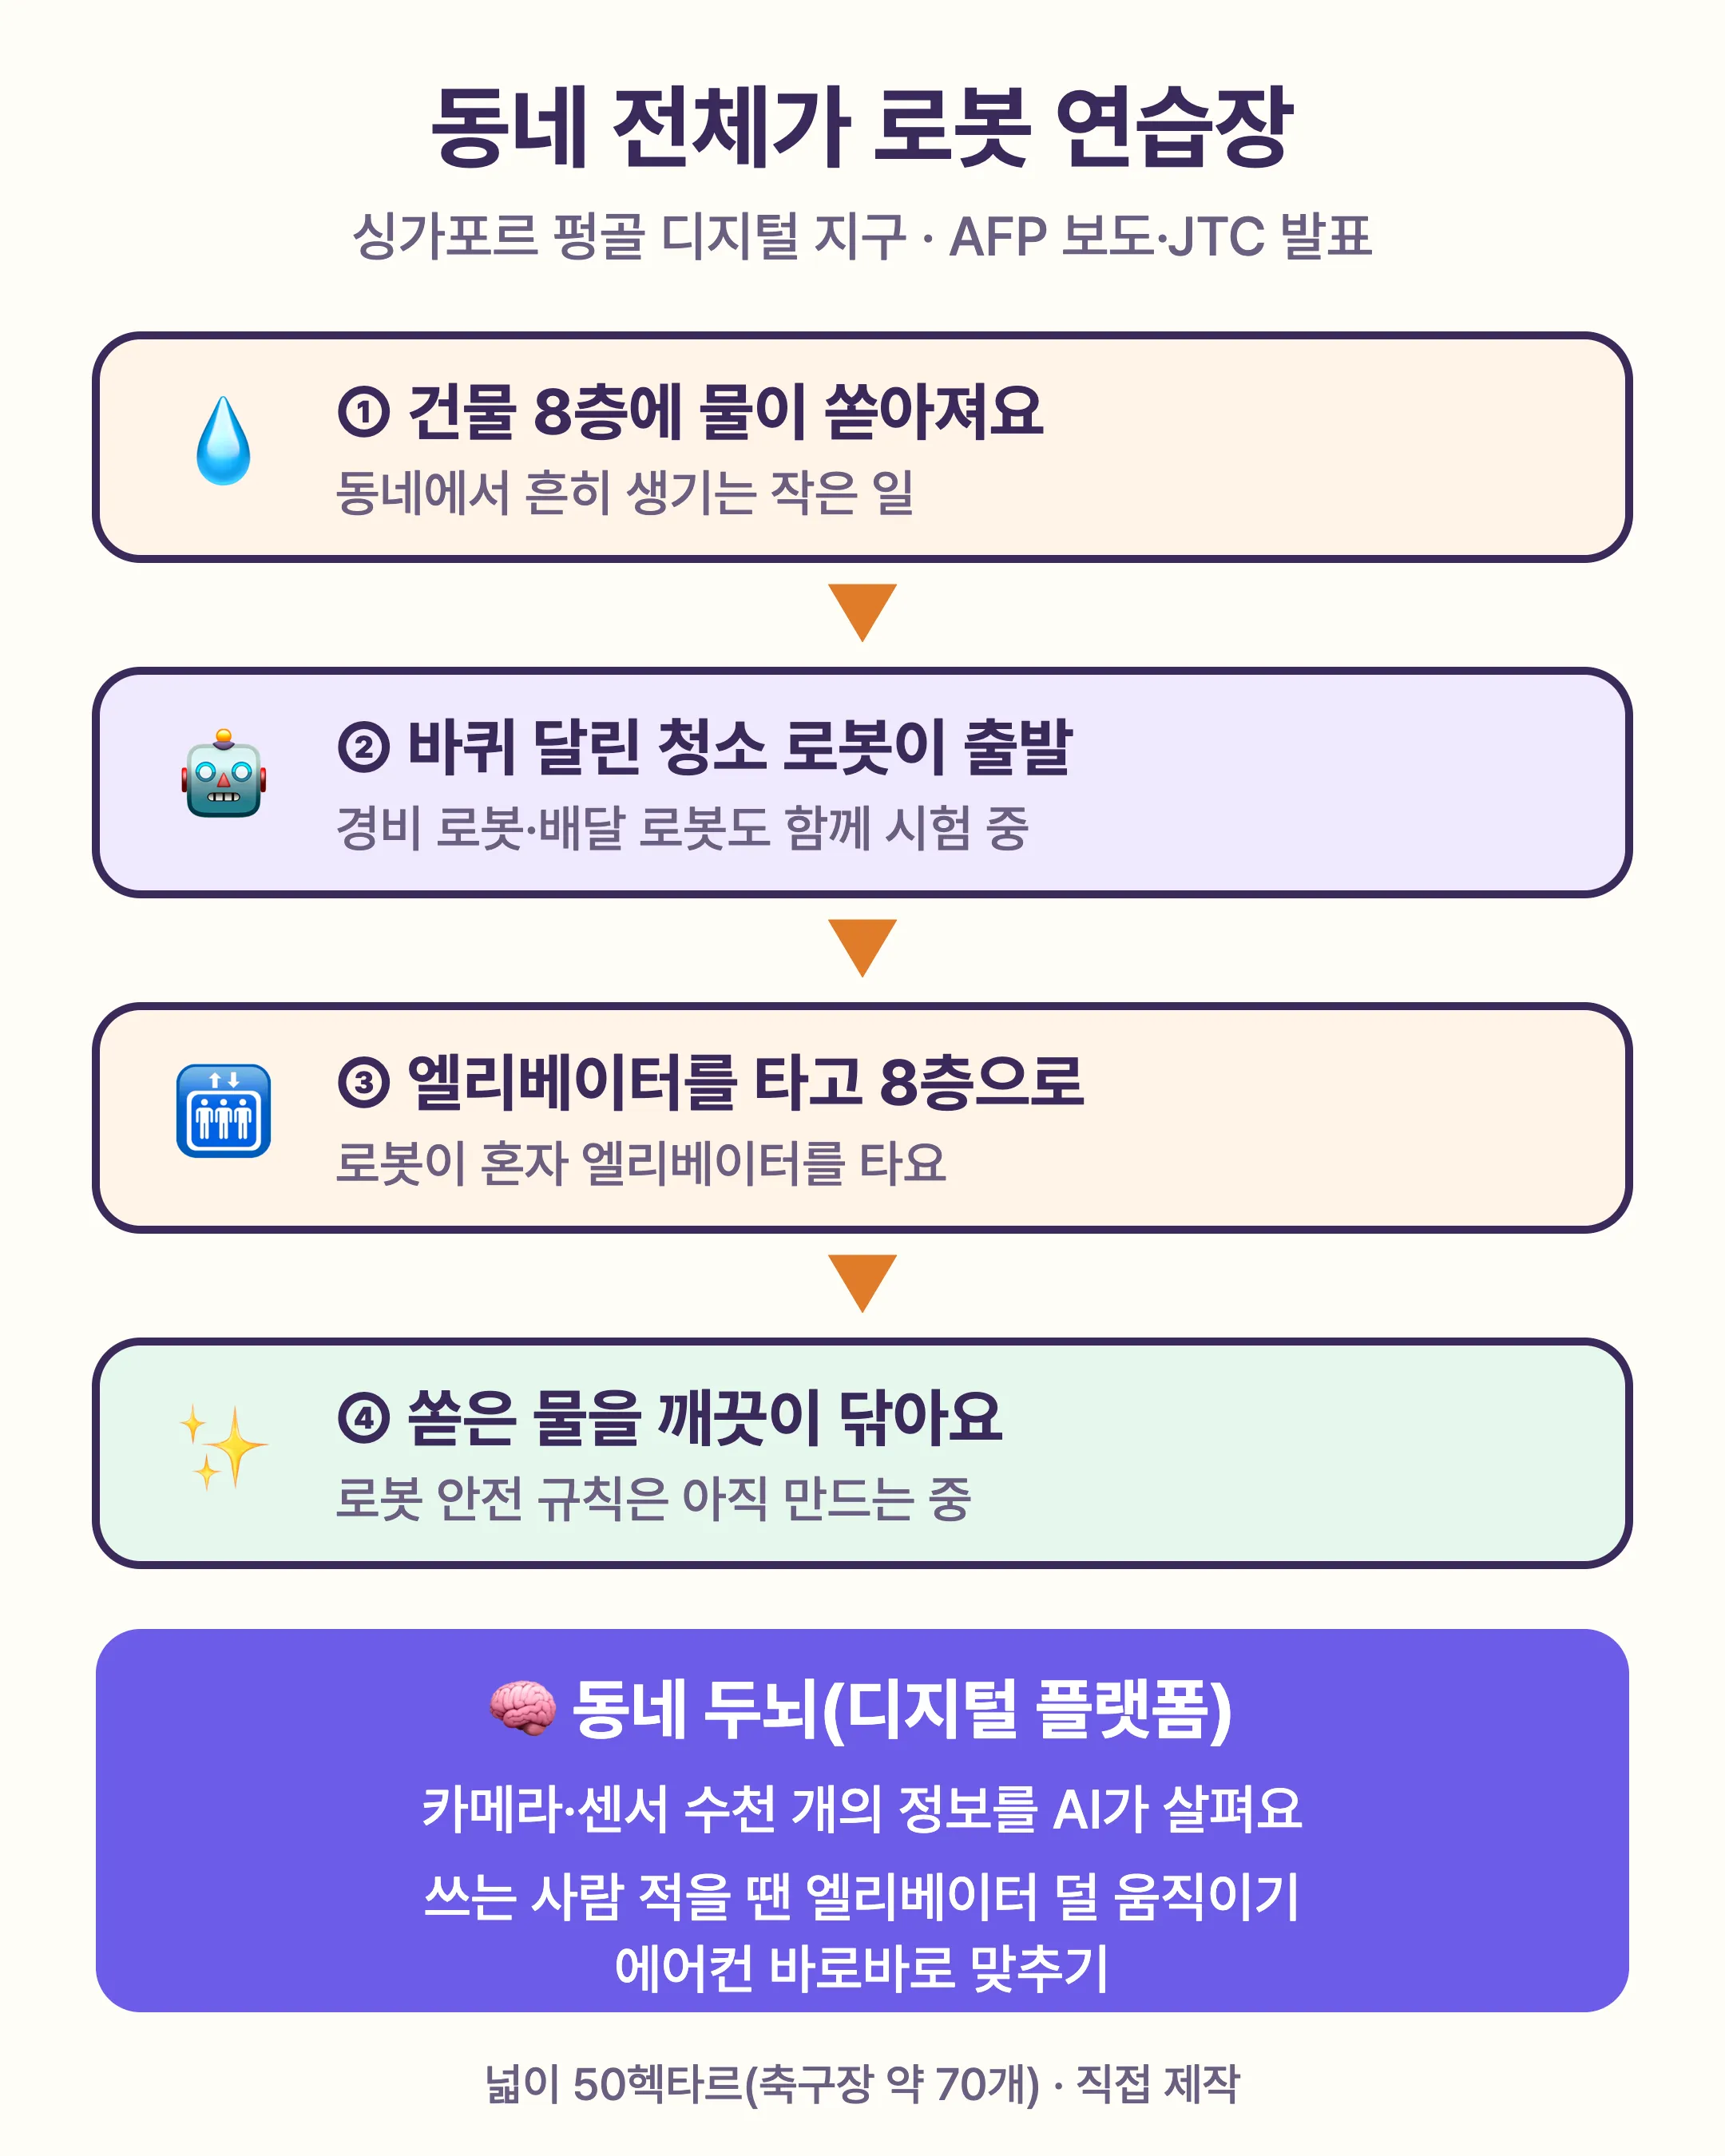 동네 전체가 로봇 연습장
싱가포르 펑골 디지털 지구 · AFP 보도·JTC 발표
① 건물 8층에 물이 쏟아져요
동네에서 흔히 생기는 작은 일
② 바퀴 달린 청소 로봇이 출발
경비 로봇·배달 로봇도 함께 시험 중
③ 엘리베이터를 타고 8층으로
로봇이 혼자 엘리베이터를 타요
④ 쏟은 물을 깨끗이 닦아요
로봇 안전 규칙은 아직 만드는 중
동네 두뇌(디지털 플랫폼)
카메라·센서 수천 개의 정보를 AI가 살펴요
쓰는 사람 적을 땐 엘리베이터 덜 움직이기
에어컨 바로바로 맞추기
넓이 50헥타르(축구장 약 70개) · 직접 제작